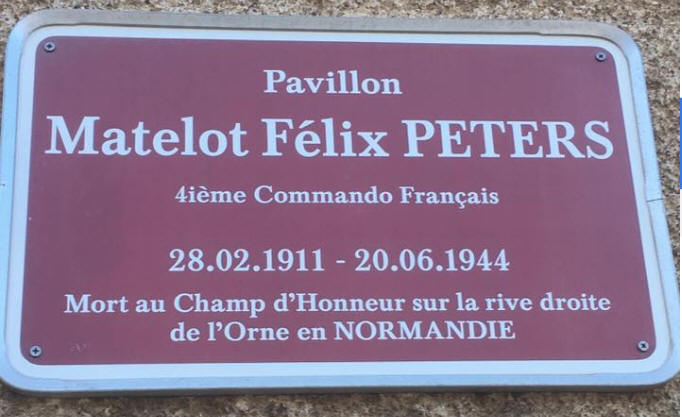 Pavillon
Matelot Félix PETERS
4ième Commando Français
28.02.1911 - 20.06.1944
Mort au Champ d'Honneur sur la rive droite
de l'Orne en NORMANDIE